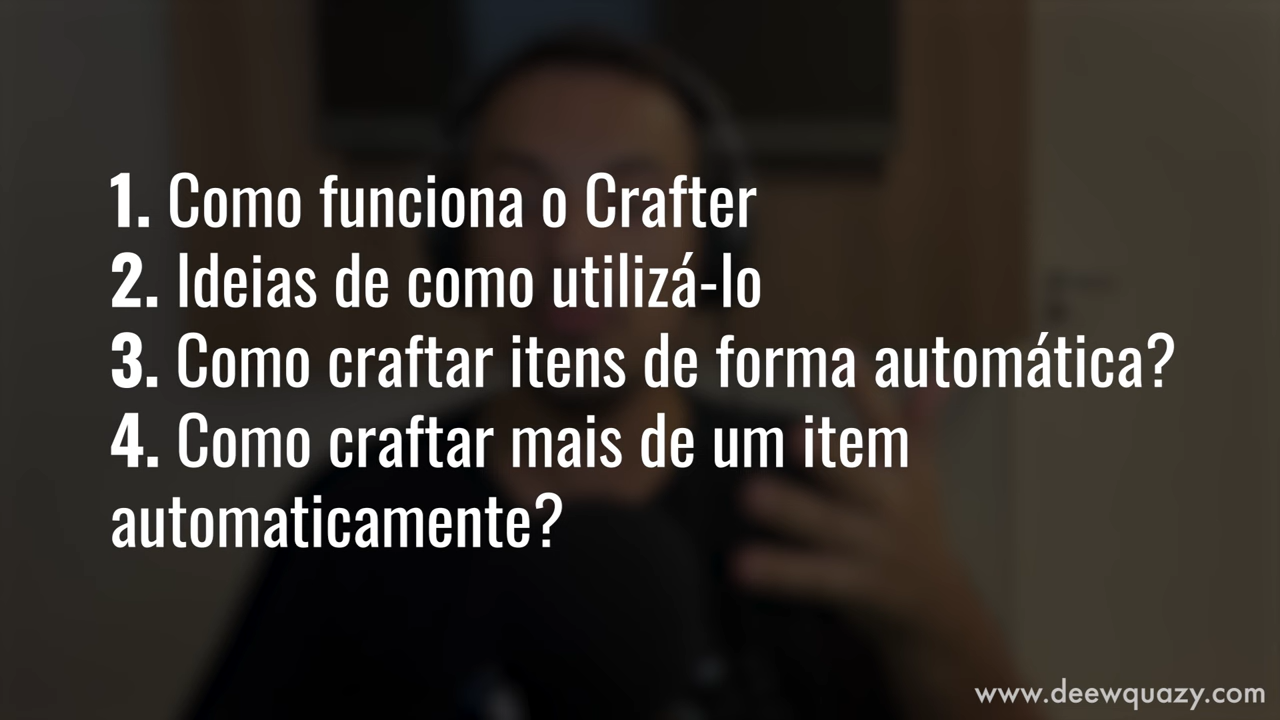 1. Como funciona o Crafter
2. Ideias de como utilizá-lo
3. Como craftar itens de forma automática?
4. Como craftar mais de um item
automaticamente?
www.deewquazy.com